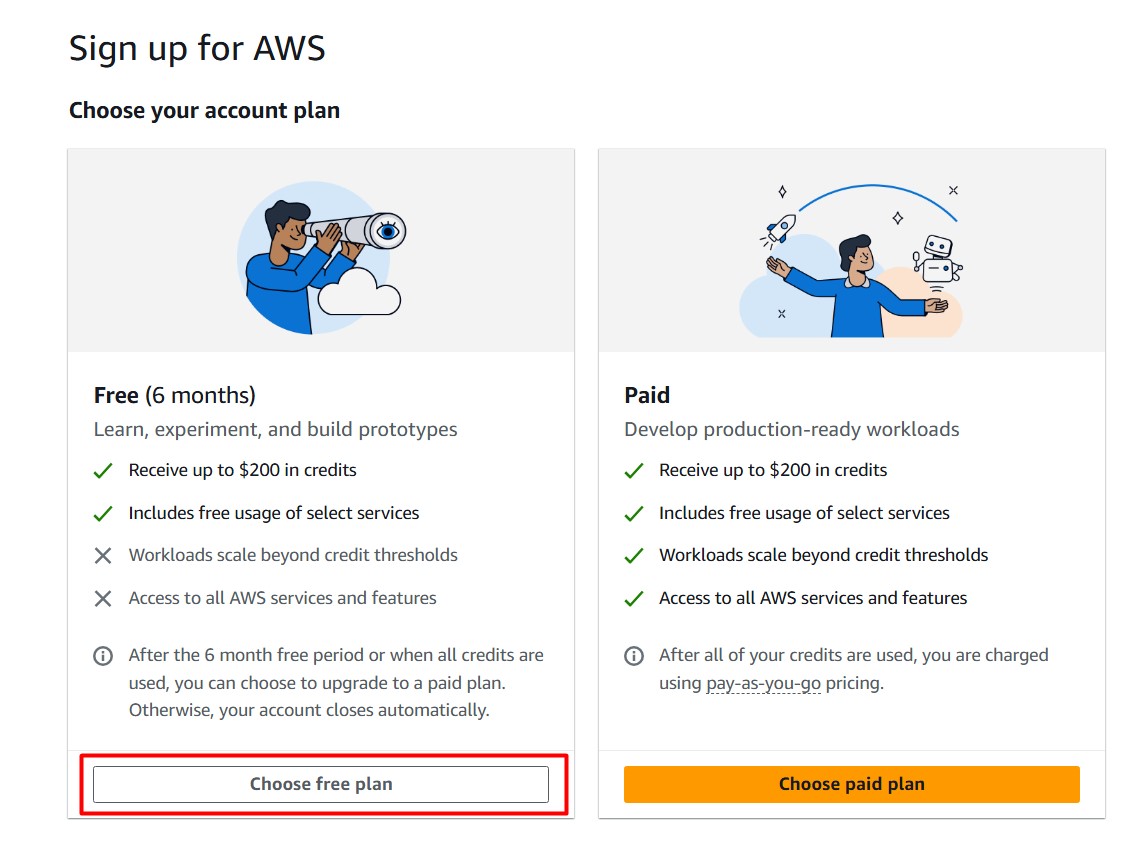 Sign up for AWS
Choose your account plan
Free (6 months)
Learn, experiment, and build prototypes
Receive up to $200 in credits
Includes free usage of select services
Workloads scale beyond credit thresholds
Access to all AWS services and features
After the 6 month free period or when all credits are
used, you can choose to upgrade to a paid plan.
Otherwise, your account closes automatically.
Choose free plan
Paid
Develop production-ready workloads
Receive up to $200 in credits
Includes free usage of select services
Workloads scale beyond credit thresholds
Access to all AWS services and features
After all of your credits are used, you are charged
using pay-as-you-go pricing.
Choose paid plan